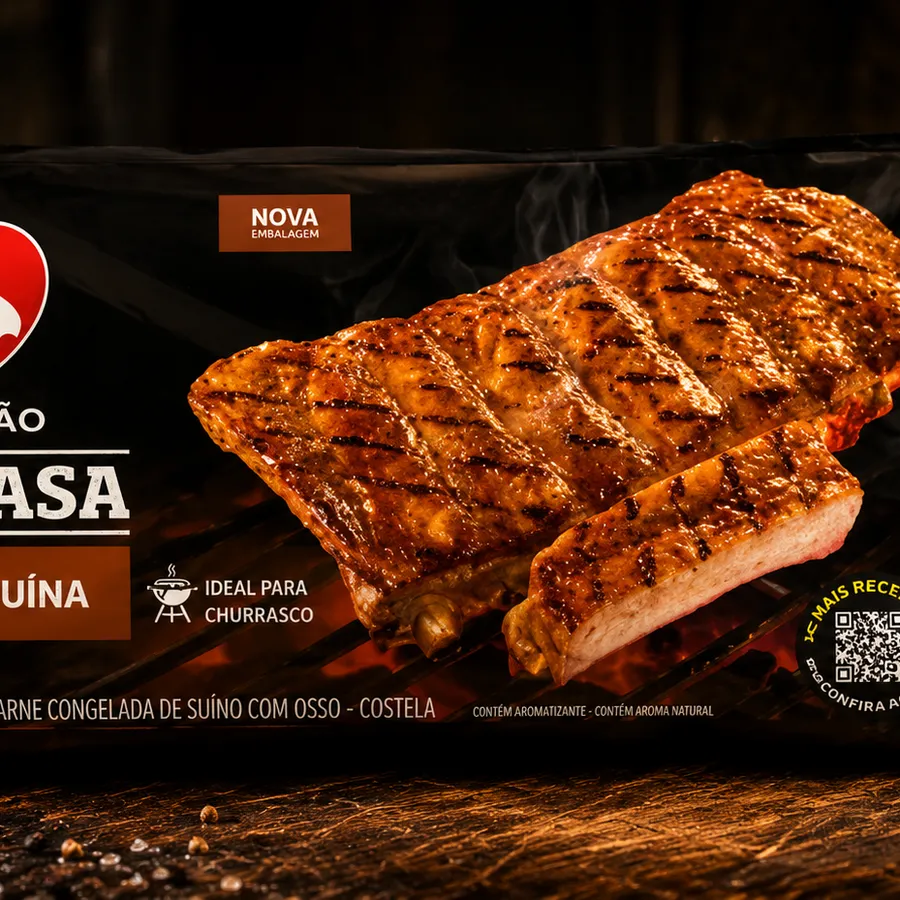 NOVA
EMBALAGEM
ÃO
ASA
UÍNA
IDEAL PARA
CHURRASCO
ARNE CONGELADA DE SUÍNO COM OSSO - COSTELA
CONTÉM AROMATIZANTE - CONTÉM AROMA NATURAL
MAIS RECE
CONFIRA A